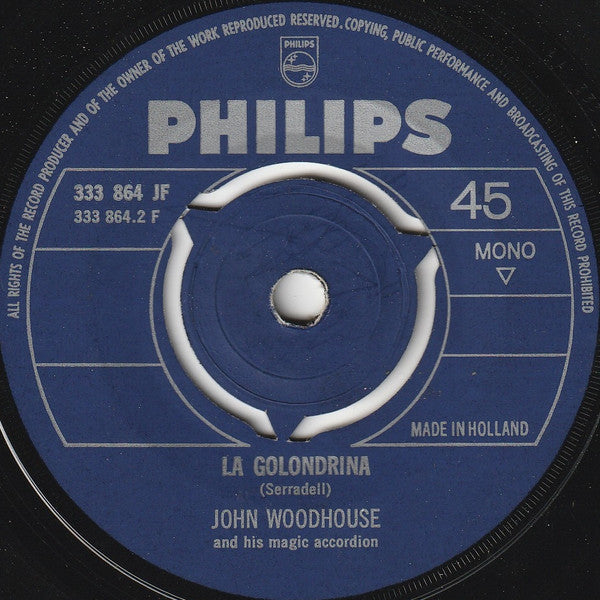 ALL RIGHTS OF THE RECORD PRODUCER AND OF THE OWNER OF THE WORK REPRODUCED RESERVED. COPYING, PUBLIC PERFORMANCE AND BROADCASTING OF THIS RECORD PROHIBITED
PHILIPS
PHILIPS
333 864 JF
333 864.2 F
45
MONO
MADE IN HOLLAND
LA GOLONDRINA
(Serradell)
JOHN WOODHOUSE
and his magic accordion